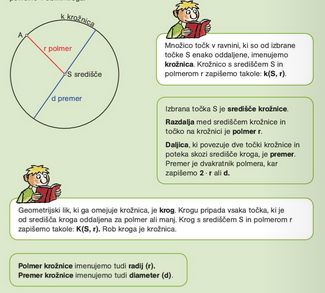 k krožnica
A
r polmer
S središče
d premer
Množico točk v ravnini, ki so od izbrane
točke S enako oddaljene, imenujemo
krožnica. Krožnico s središčem S in
polmerom r zapišemo takole: k(S, r).
Izbrana točka S je središče krožnice.
Razdalja med središčem krožnice in
točko na krožnici je polmer r.
Daljica, ki povezuje dve točki krožnice in
poteka skozi središče kroga, je premer.
Premer je dvakratnik polmera, kar
zapišemo 2 · r ali d.
Geometrijski lik, ki ga omejuje krožnica, je krog. Krogu pripada vsaka točka, ki je
od središča kroga oddaljena za polmer ali manj. Krog s središčem S in polmerom r
zapišemo takole: K(S, r). Rob kroga je krožnica.
Polmer krožnice imenujemo tudi radij (r).
Premer krožnice imenujemo tudi diameter (d).